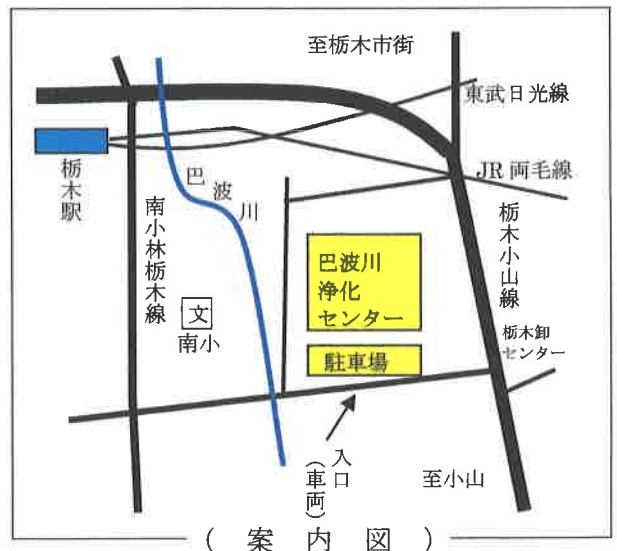 至栃木市街
東武日光線
JR両毛線
栃木駅
巴波川
南小林栃木線
栃木小山線
巴波川
浄化
センター
文
南小
栃木卸
センター
駐車場
入口
(車両)
至小山
(案内図)